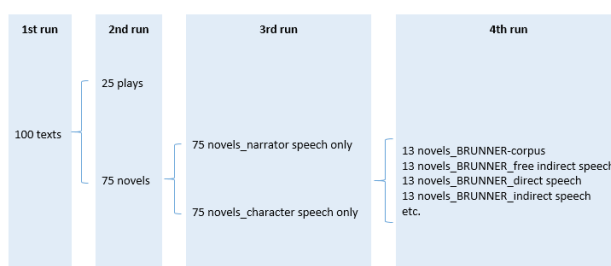 1st run
2nd run
3rd run
4th run
100 texts
25 plays
75 novels
75 novels_narrator speech only
75 novels_character speech only
13 novels_BRUNNER-corpus
13 novels_BRUNNER_free indirect speech
13 novels_BRUNNER_direct speech
13 novels_BRUNNER_indirect speech
etc.